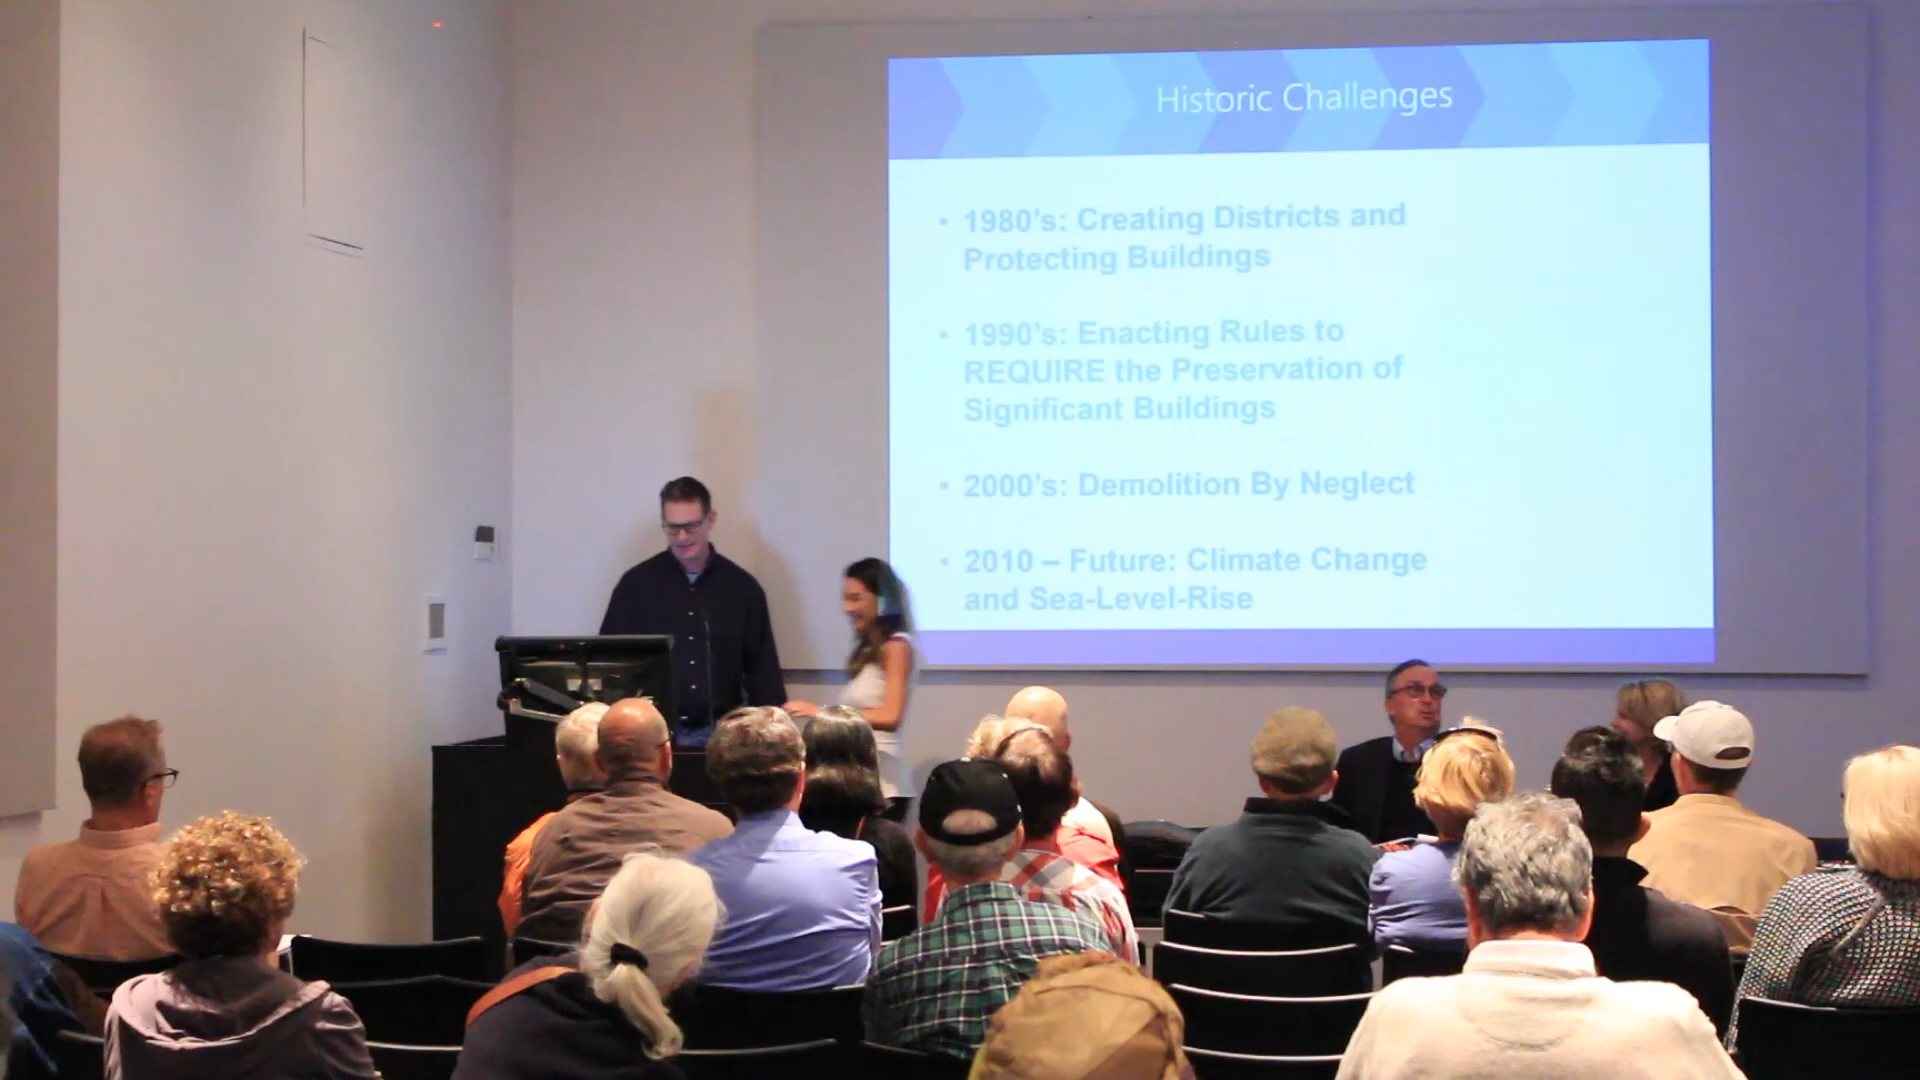 Historic Challenges
• 1980's: Creating Districts and
Protecting Buildings
• 1990's: Enacting Rules to
REQUIRE the Preservation of
Significant Buildings
• 2000's: Demolition By Neglect
• 2010 – Future: Climate Change
and Sea-Level-Rise